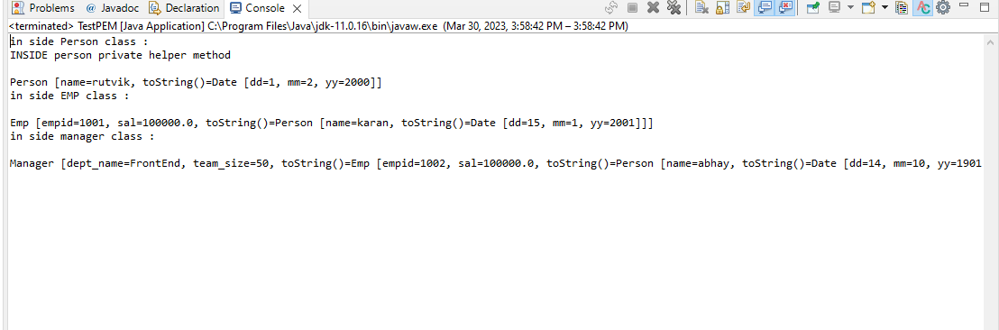 Problems @ Javadoc Declaration Console
<terminated> TestPEM [Java Application] C:\Program Files\Java\jdk-11.0.16\bin\javaw.exe (Mar 30, 2023, 3:58:42 PM – 3:58:42 PM)
in side Person class :
INSIDE person private helper method
Person [name=rutvik, toString()=Date [dd=1, mm=2, yy=2000]]
in side EMP class :
Emp [empid=1001, sal=100000.0, toString()=Person [name=karan, toString()=Date [dd=15, mm=1, yy=2001]]]
in side manager class :
Manager [dept_name=FrontEnd, team_size=50, toString()=Emp [empid=1002, sal=100000.0, toString()=Person [name=abhay, toString()=Date [dd=14, mm=10, yy=1901